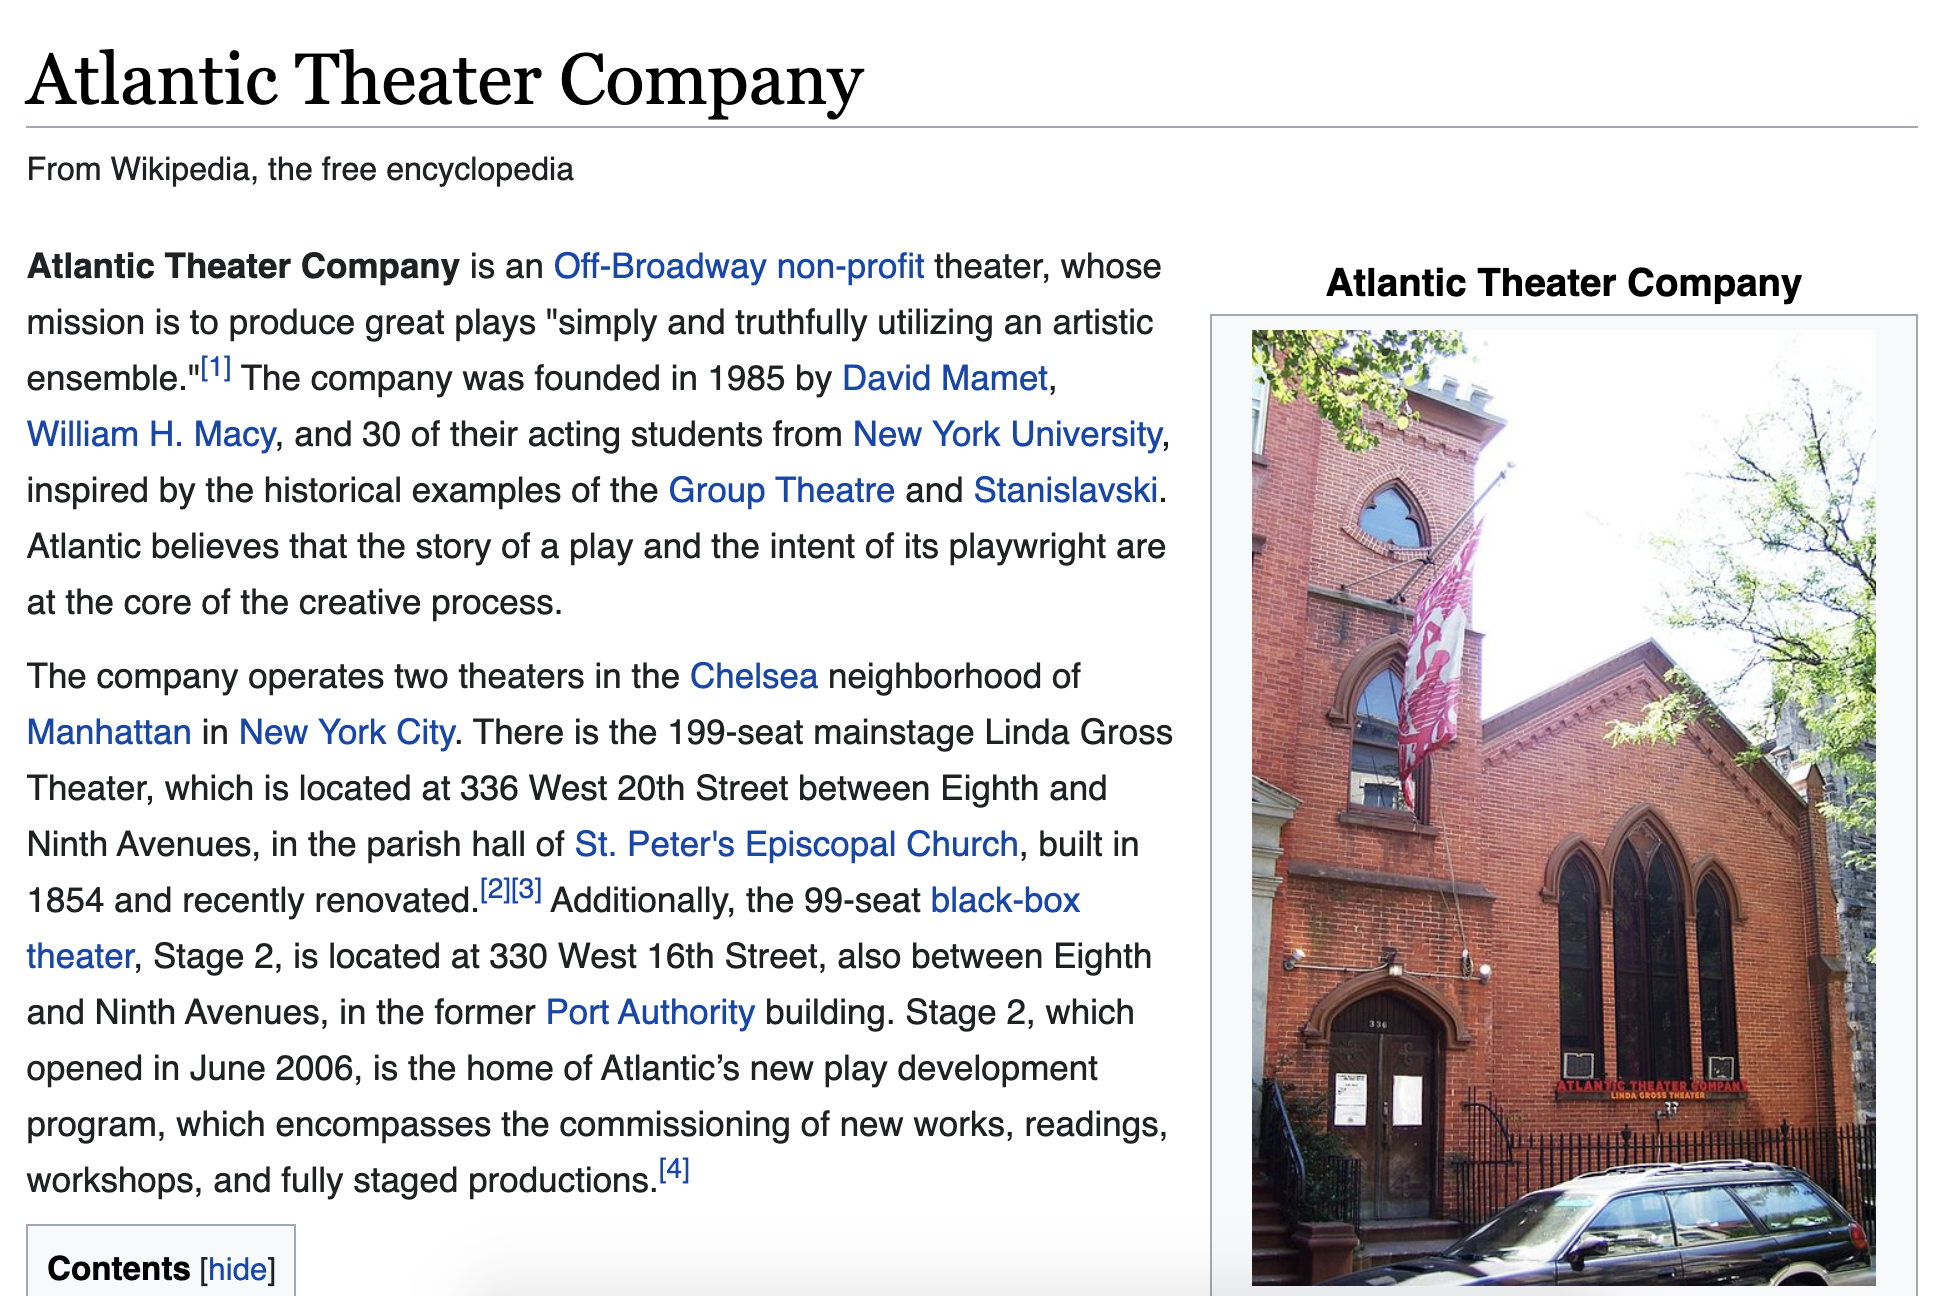 Atlantic Theater Company
From Wikipedia, the free encyclopedia
Atlantic Theater Company is an Off-Broadway non-profit theater, whose
mission is to produce great plays "simply and truthfully utilizing an artistic
ensemble."[1] The company was founded in 1985 by David Mamet,
William H. Macy, and 30 of their acting students from New York University,
inspired by the historical examples of the Group Theatre and Stanislavski.
Atlantic believes that the story of a play and the intent of its playwright are
at the core of the creative process.
The company operates two theaters in the Chelsea neighborhood of
Manhattan in New York City. There is the 199-seat mainstage Linda Gross
Theater, which is located at 336 West 20th Street between Eighth and
Ninth Avenues, in the parish hall of St. Peter's Episcopal Church, built in
1854 and recently renovated.[2][3] Additionally, the 99-seat black-box
theater, Stage 2, is located at 330 West 16th Street, also between Eighth
and Ninth Avenues, in the former Port Authority building. Stage 2, which
opened in June 2006, is the home of Atlantic’s new play development
program, which encompasses the commissioning of new works, readings,
workshops, and fully staged productions.[4]
Contents [hide]
Atlantic Theater Company
336
ATLANTIC THEATER COMPANY
LINDA GROSS THEATER